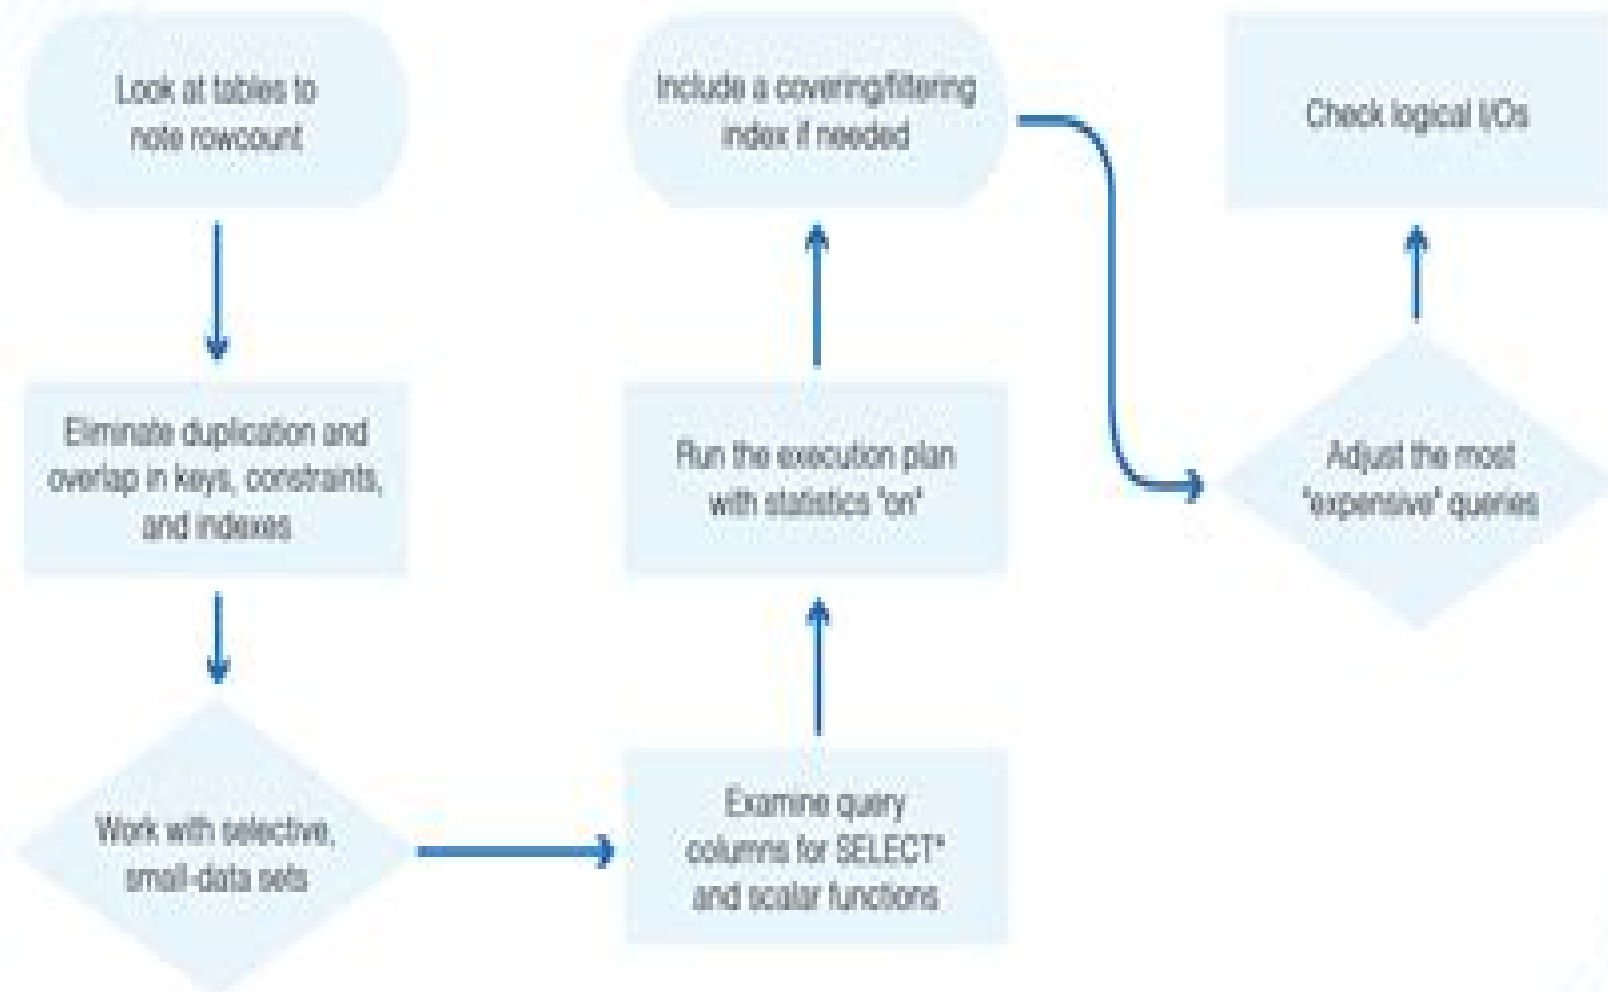 Look at tables to
note rowcount
Eliminate duplication and
overlap in keys, constraints,
and indexes
Work with selective,
small-data sets
Examine query
columns for SELECT*
and scalar functions
Run the execution plan
with statistics "on"
Include a covering/filtering
index if needed
Adjust the most
"expensive" queries
Check logical I/Os